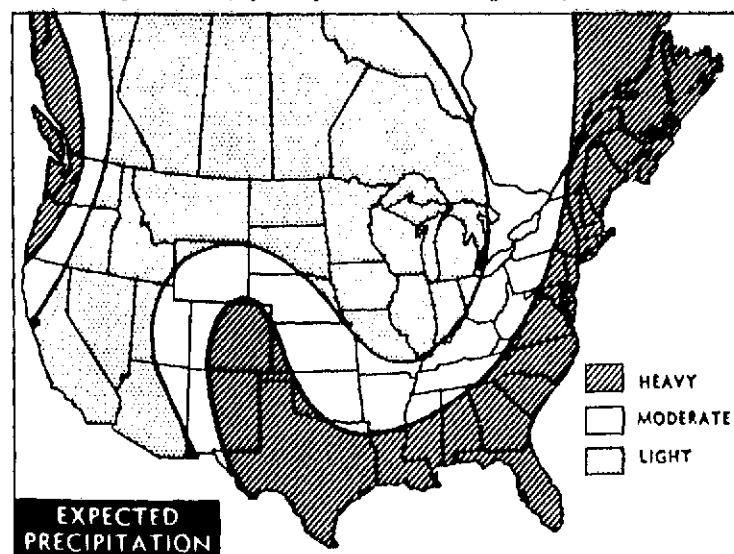 HEAVY
MODERATE
LIGHT
EXPECTED
PRECIPITATION